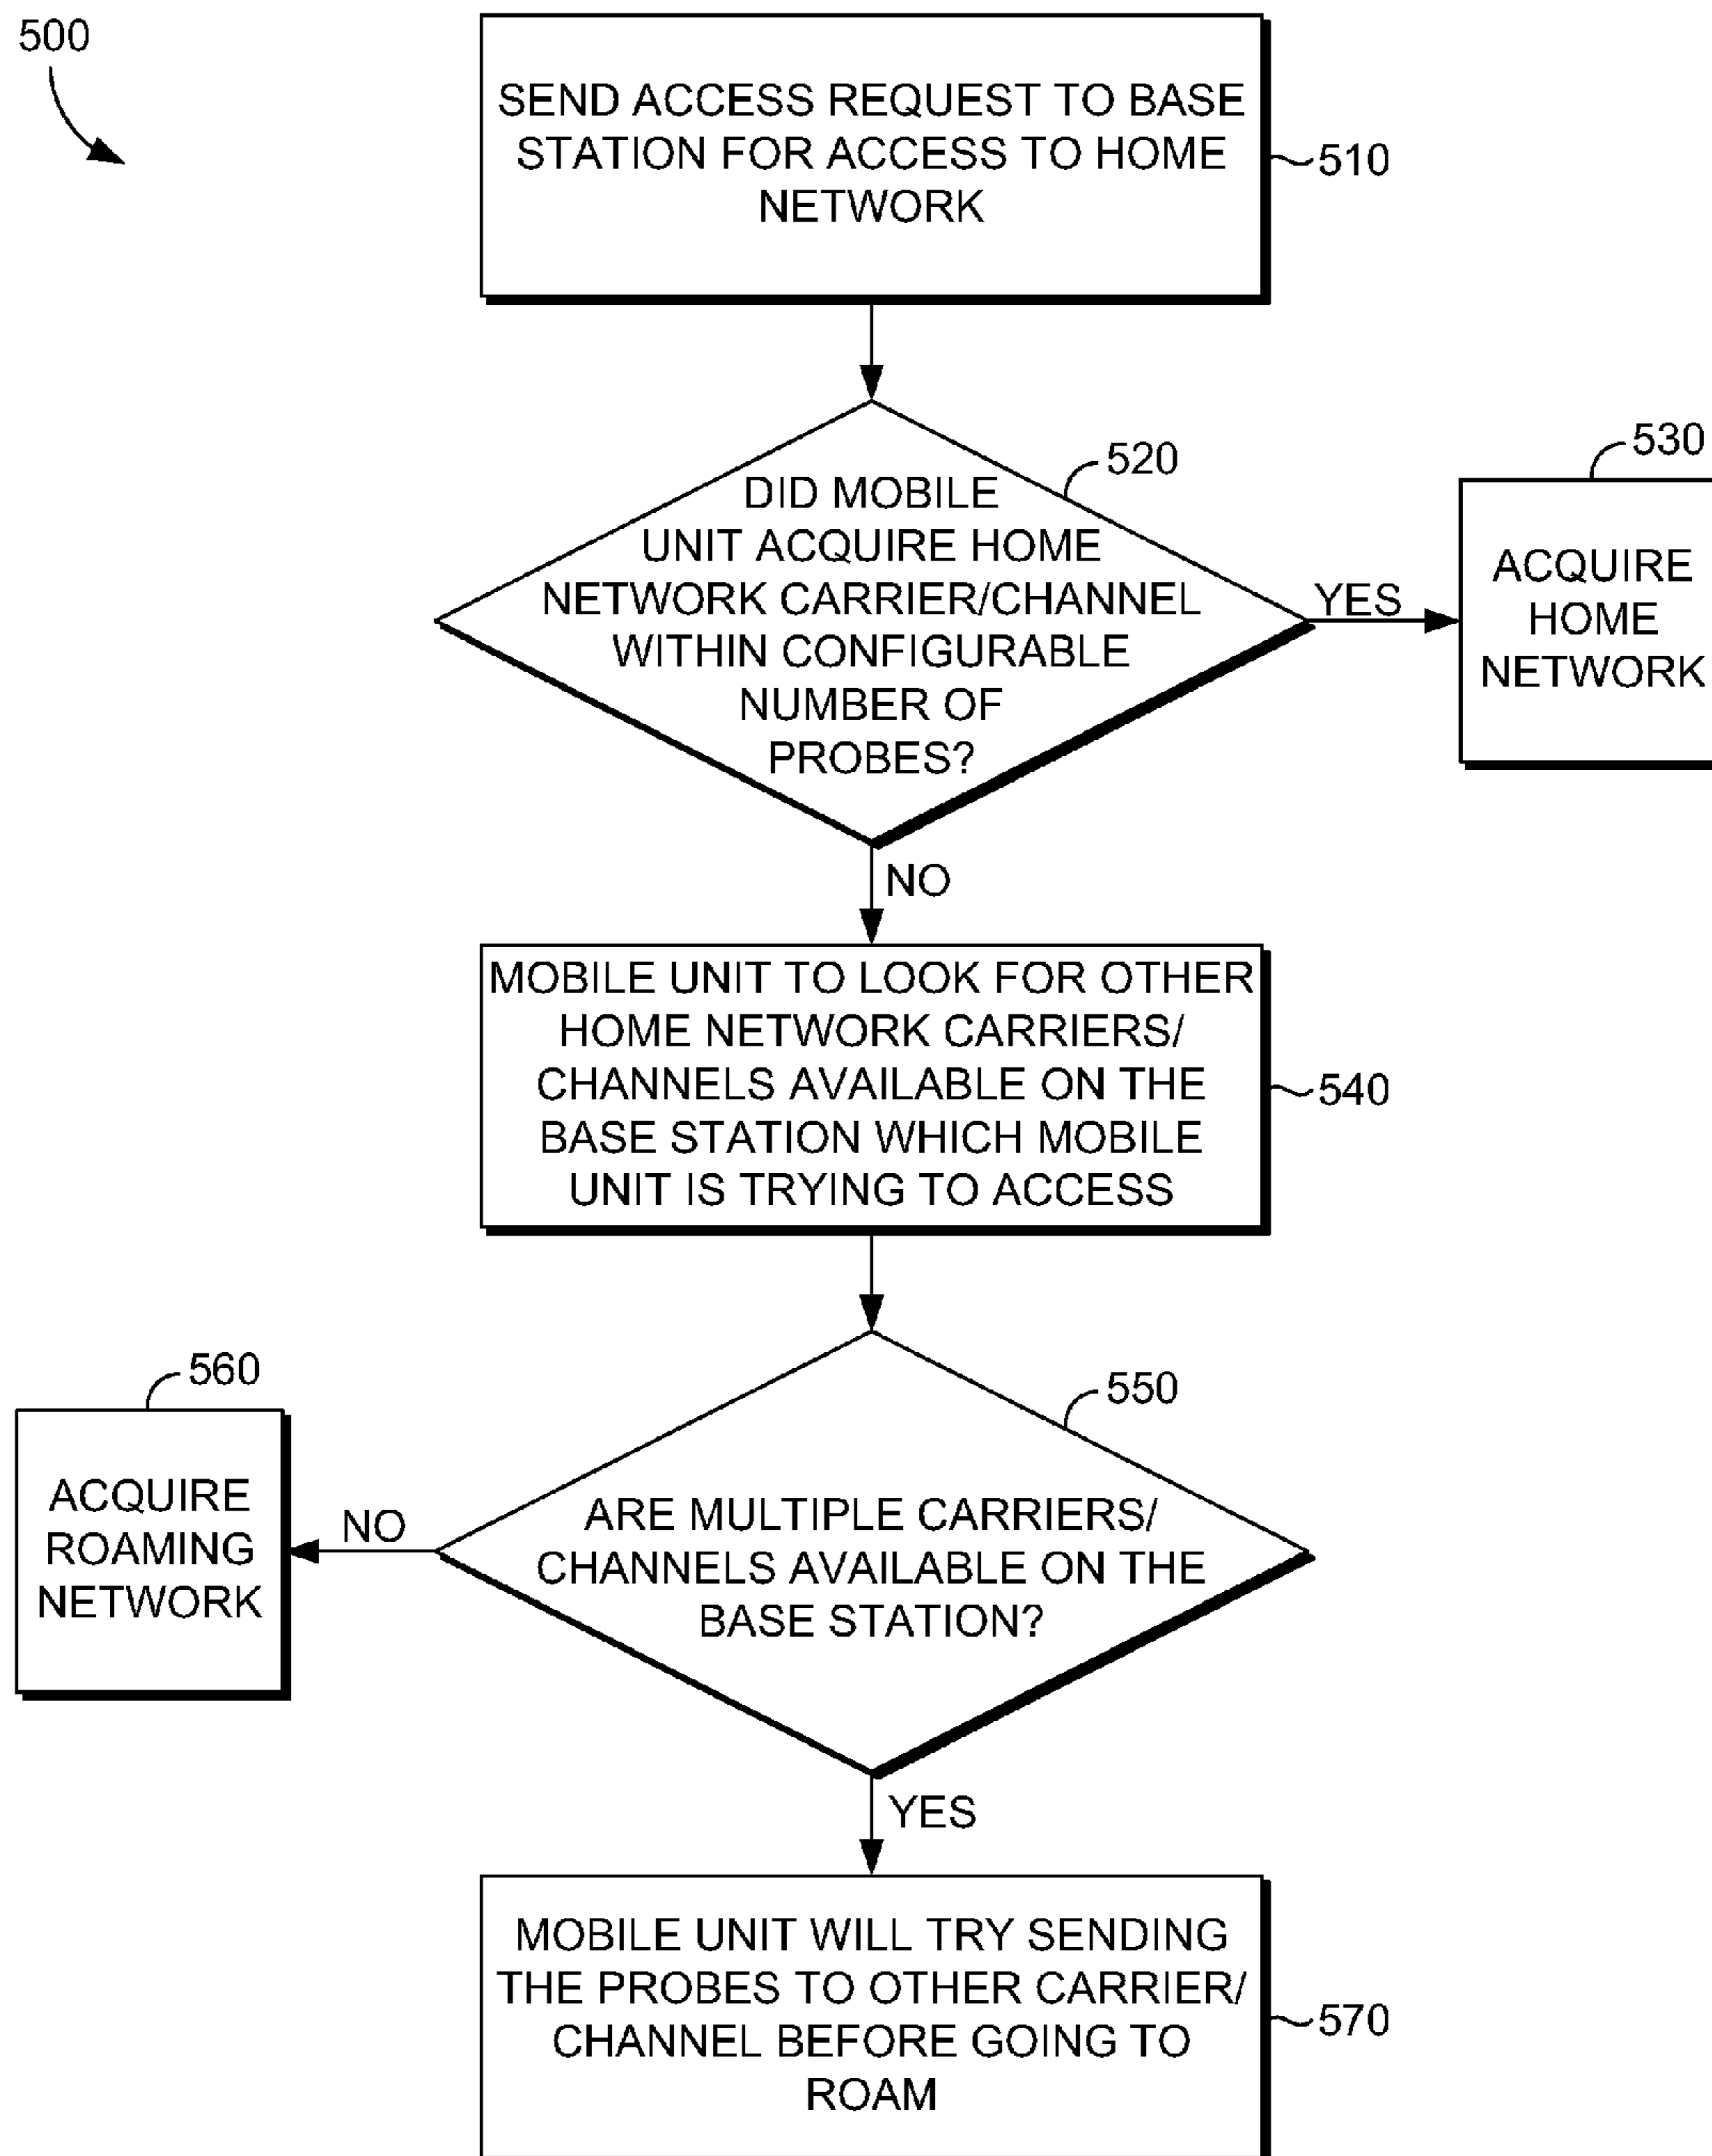 500
SEND ACCESS REQUEST TO BASE
STATION FOR ACCESS TO HOME
NETWORK
510
520
DID MOBILE
UNIT ACQUIRE HOME
NETWORK CARRIER/CHANNEL
WITHIN CONFIGURABLE
NUMBER OF
PROBES?
YES
530
ACQUIRE
HOME
NETWORK
NO
MOBILE UNIT TO LOOK FOR OTHER
HOME NETWORK CARRIERS/
CHANNELS AVAILABLE ON THE
BASE STATION WHICH MOBILE
UNIT IS TRYING TO ACCESS
540
550
ARE MULTIPLE CARRIERS/
CHANNELS AVAILABLE ON THE
BASE STATION?
NO
560
ACQUIRE
ROAMING
NETWORK
YES
MOBILE UNIT WILL TRY SENDING
THE PROBES TO OTHER CARRIER/
CHANNEL BEFORE GOING TO
ROAM
570